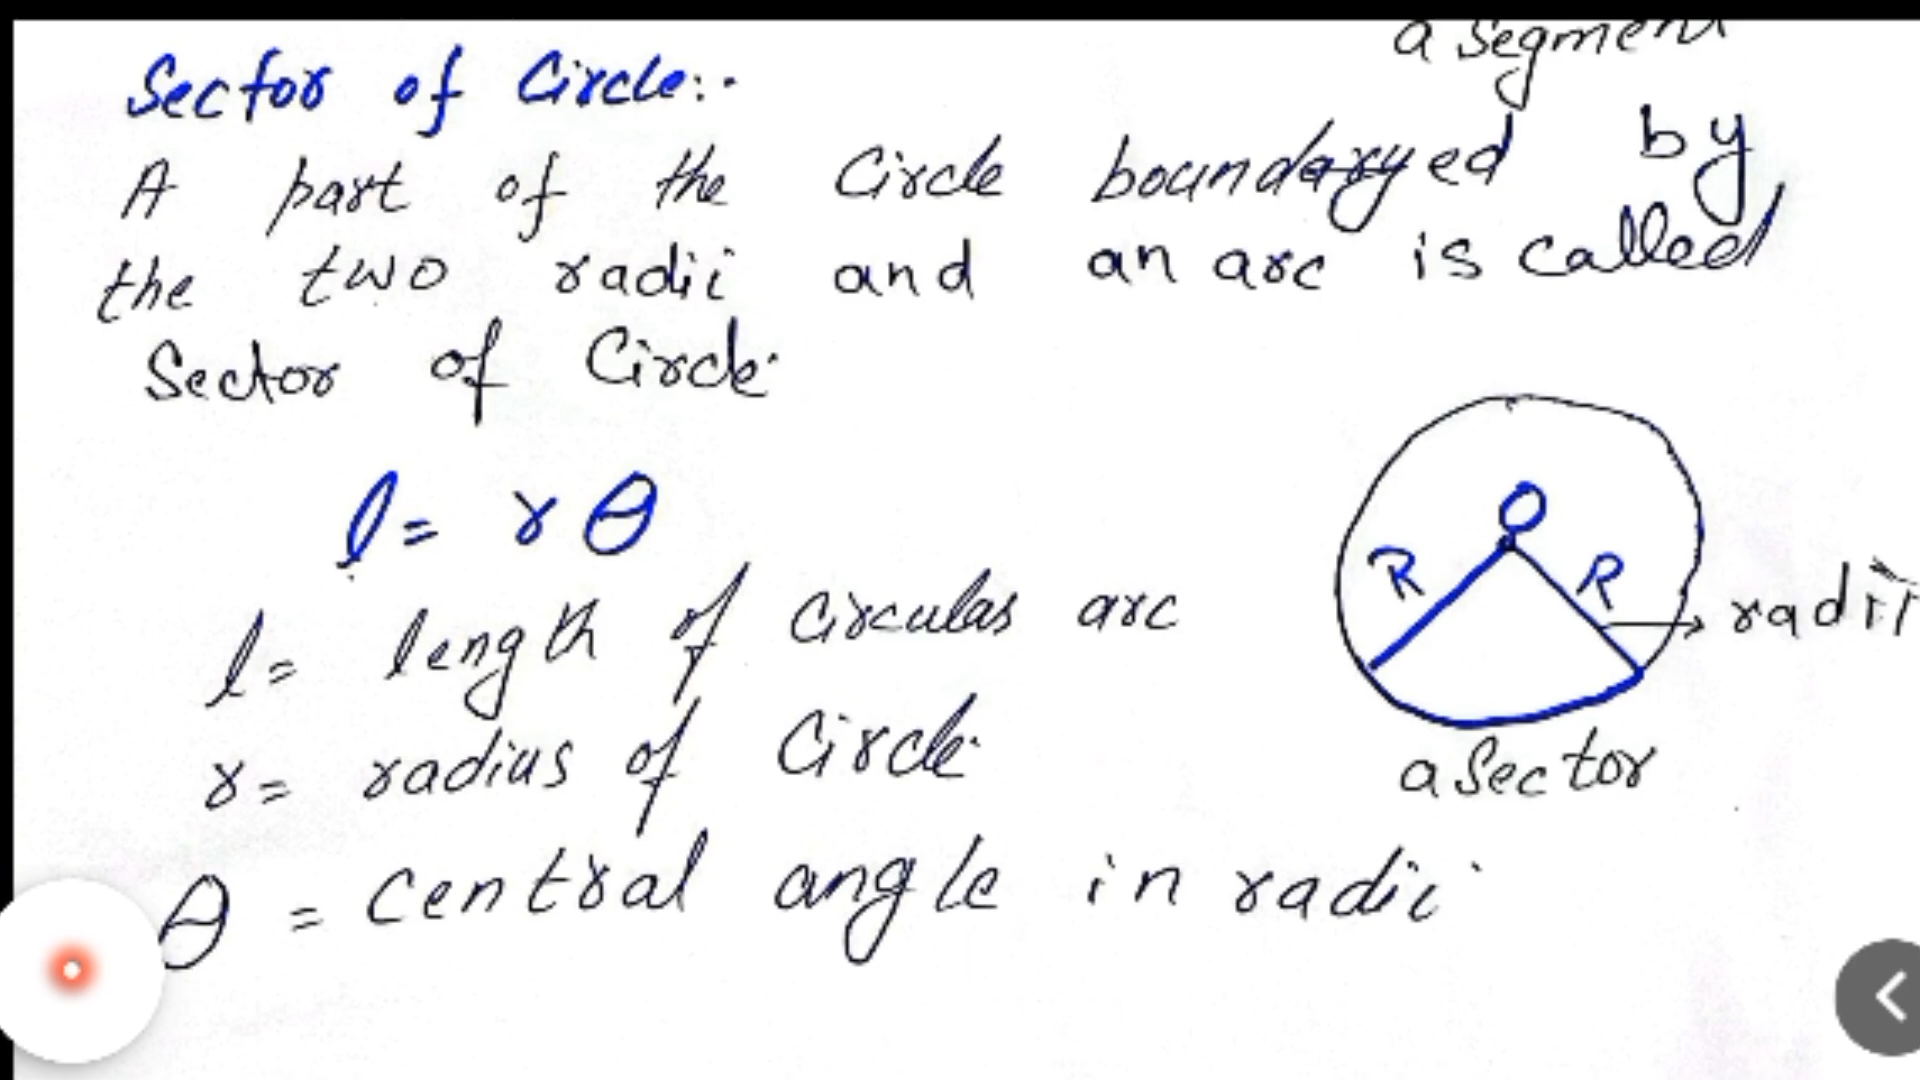 a segment
Sector of Circle:-
A part of the Circle boundaryed by
the two radii and an arc is called
Sector of Circle.
l = r θ
l = length of Circular arc
r = radius of Circle.
θ = Central angle in radii
O
R R
radii
a Sector